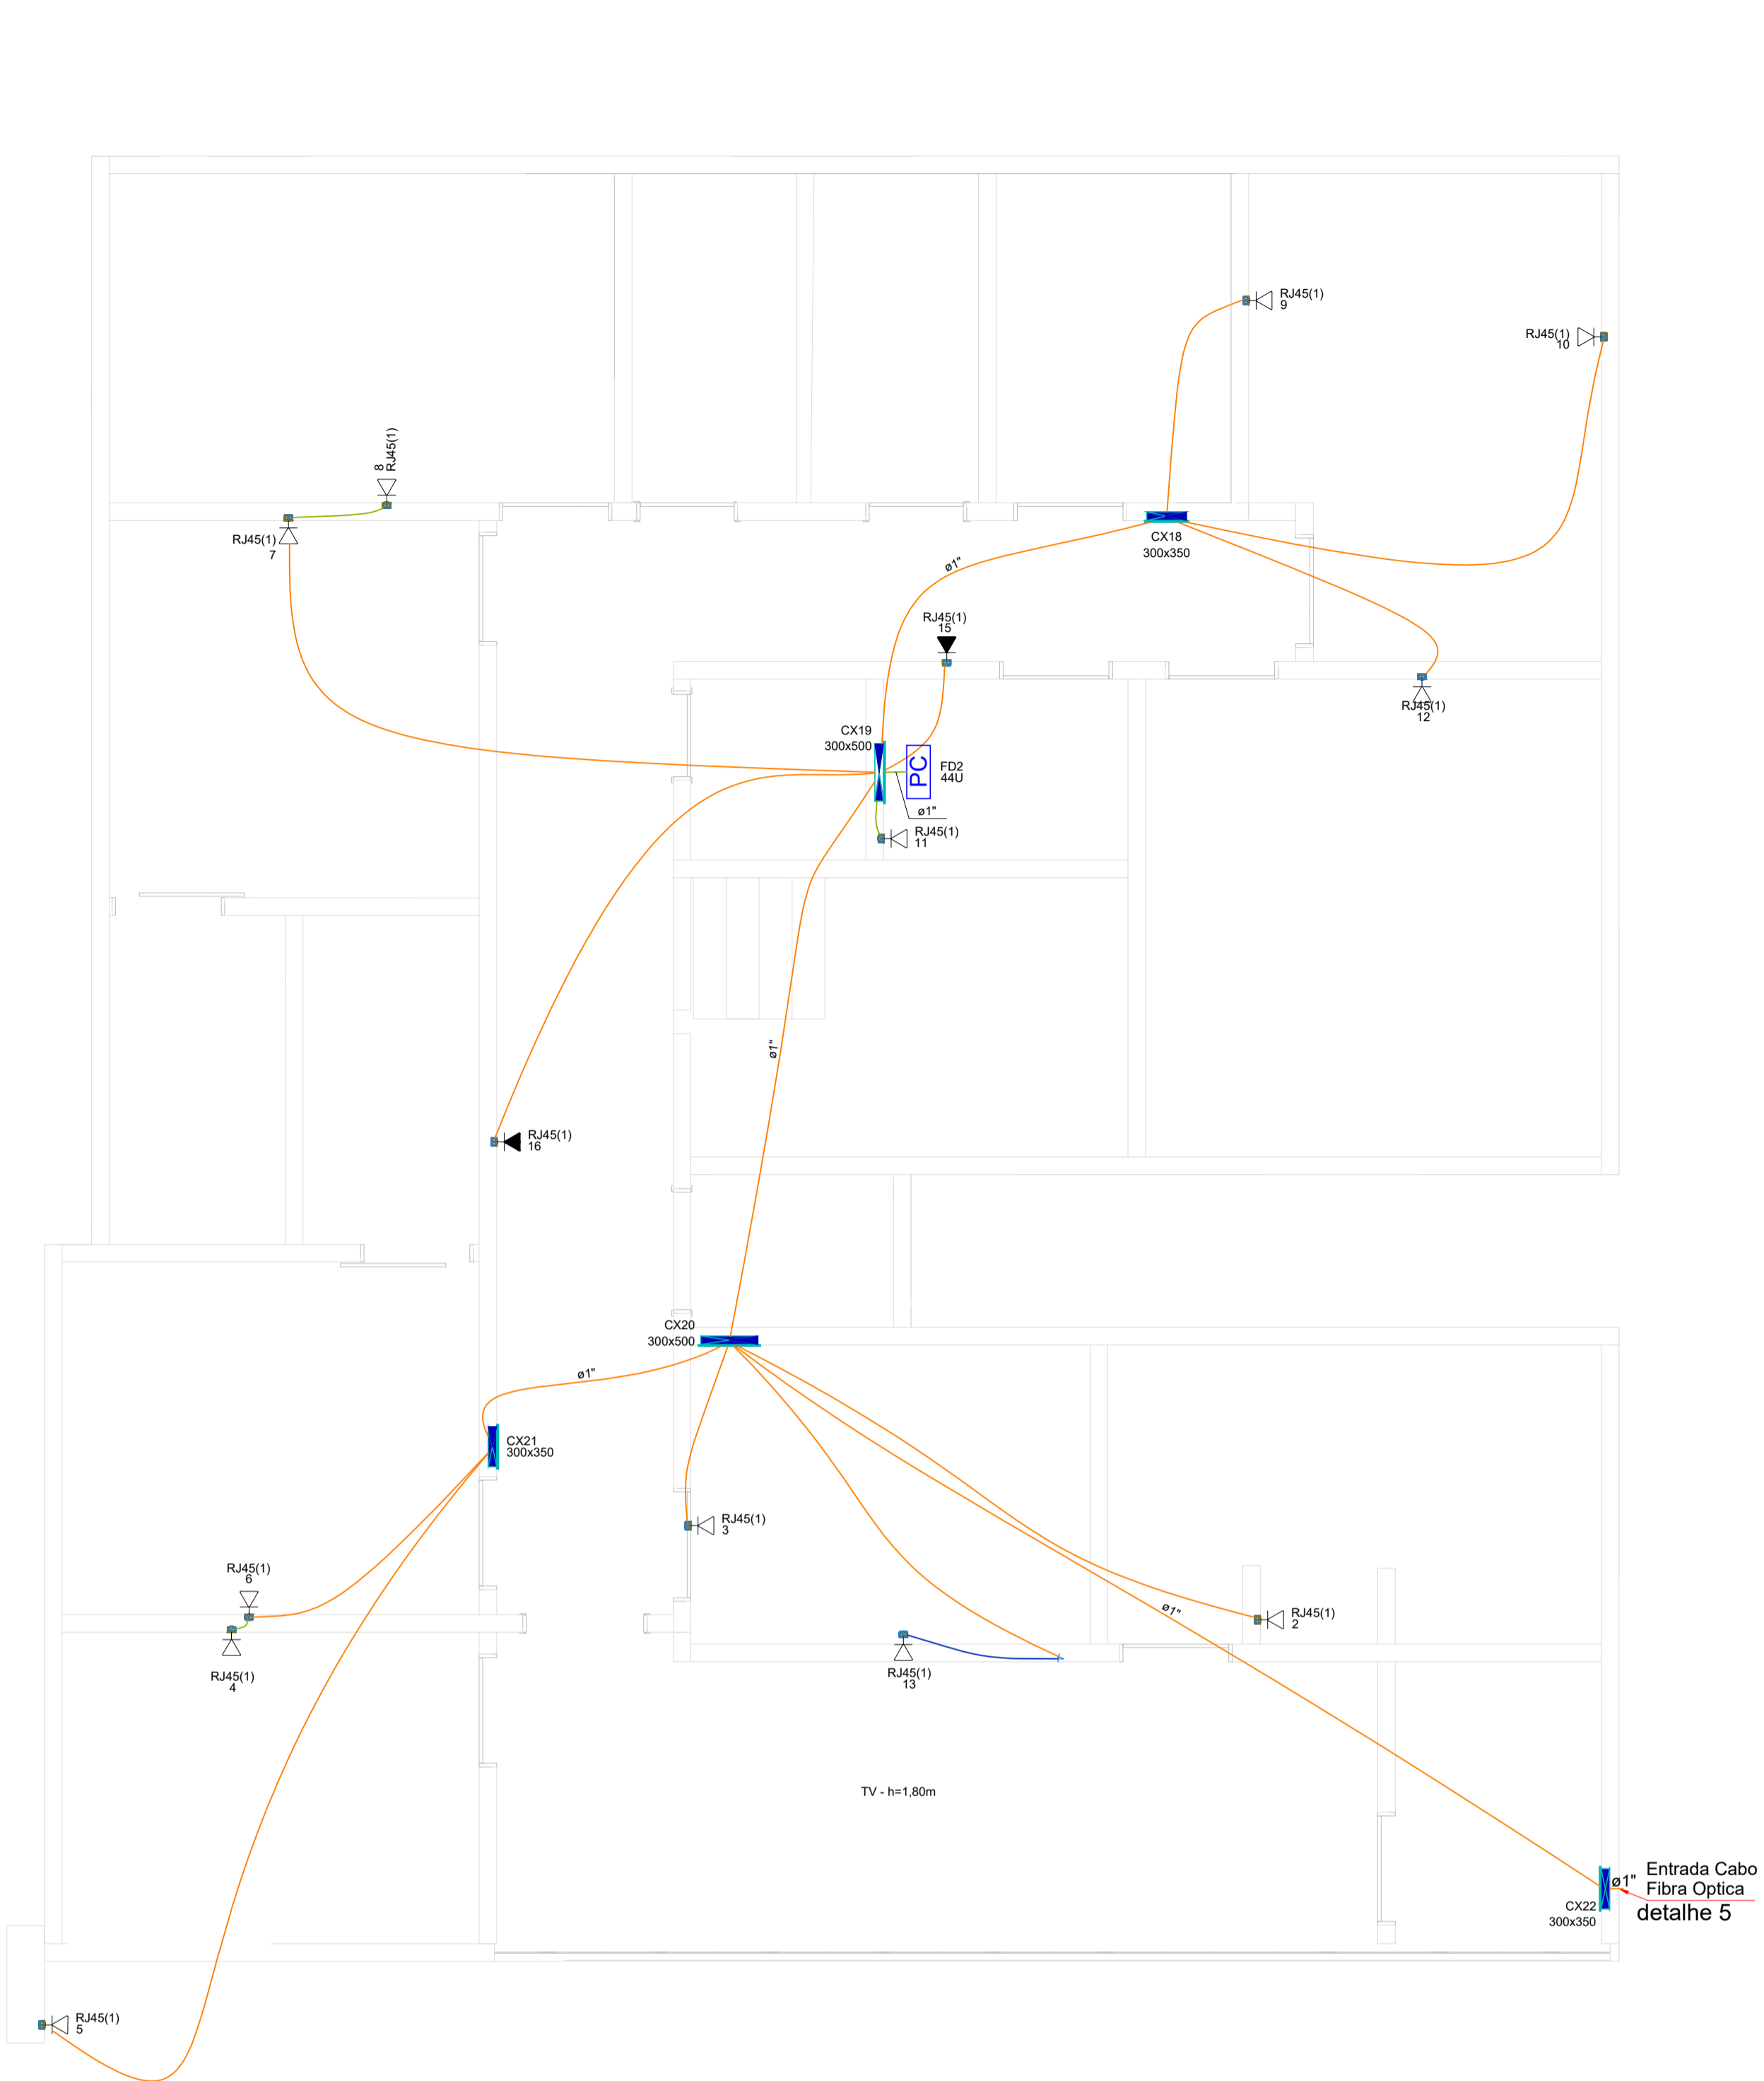 RJ45(1)
9
RJ45(1)
10
8
RJ45(1)
RJ45(1)
7
CX18
300x350
ø1"
RJ45(1)
15
RJ45(1)
12
CX19
300x500
PC
FD2
44U
ø1"
RJ45(1)
11
ø1"
RJ45(1)
16
CX20
300x500
ø1"
CX21
300x350
RJ45(1)
3
RJ45(1)
6
ø1"
RJ45(1)
2
RJ45(1)
4
RJ45(1)
13
TV - h=1,80m
Entrada Cabo
Fibra Optica
ø1"
detalhe 5
CX22
300x350
RJ45(1)
5